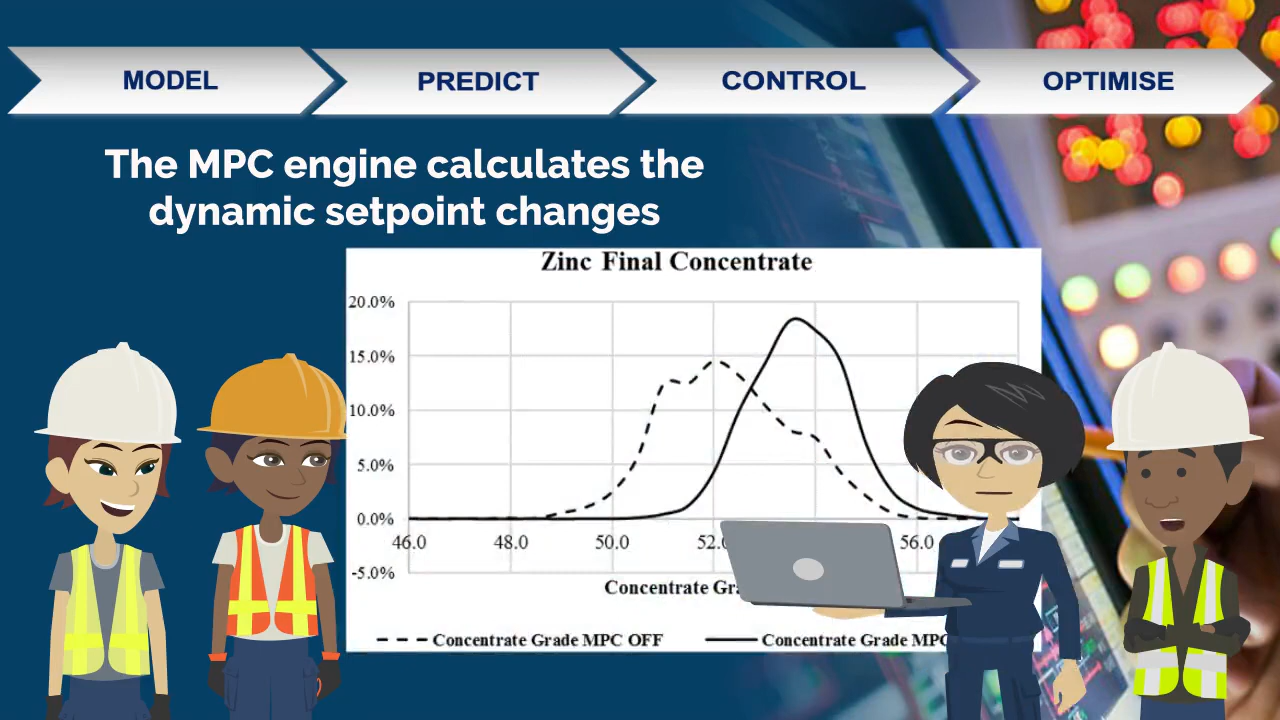 MODEL
PREDICT
CONTROL
OPTIMISE
The MPC engine calculates the
dynamic setpoint changes
Zinc Final Concentrate
20.0%
15.0%
10.0%
5.0%
0.0%
-5.0%
46.0 48.0 50.0 52.0 56.0
Concentrate
Concentrate Grade MPC OFF
Concentrate Grade MPC